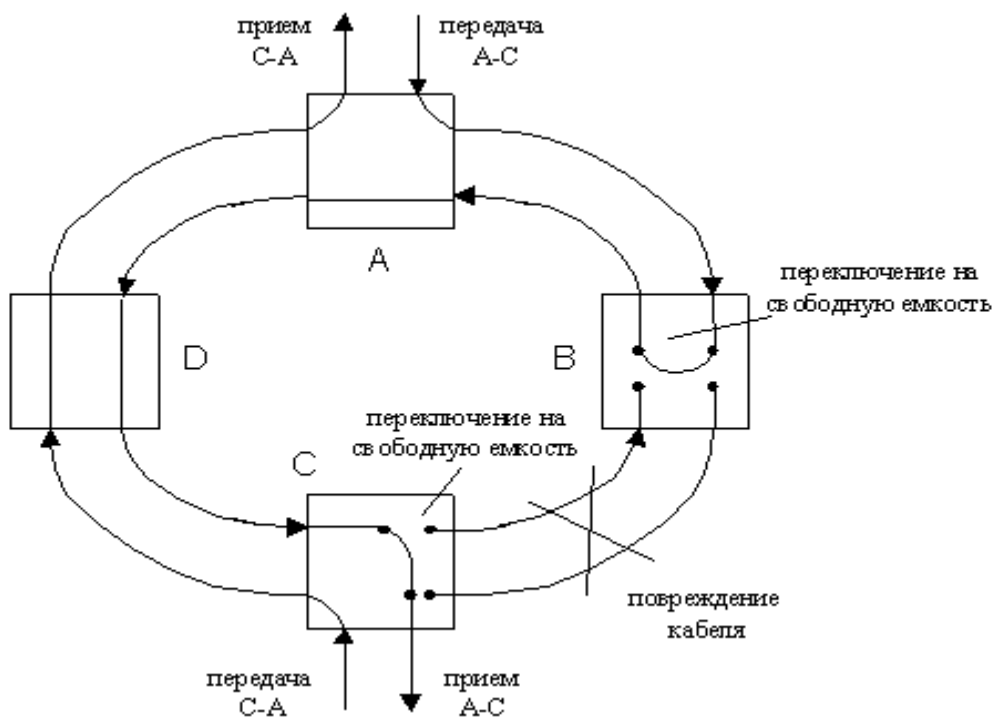 прием
С-А
передача
А-С
А
переключение на
свободную емкость
D
В
переключение на
свободную емкость
С
повреждение
кабеля
передача
С-А
прием
А-С